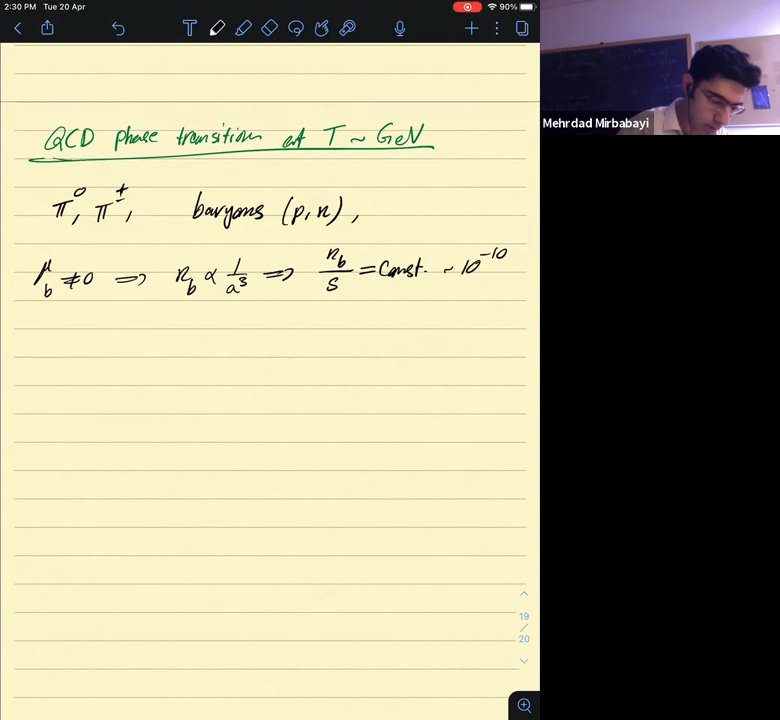 2:30 PM Tue 20 Apr
90%
Mehrdad Mirbabayi
QCD phase transition at T ~ GeV
π⁰, π±, baryons (p, n),
μ_b ≠ 0 ⟹ n_b ∝ 1/a³ ⟹ n_b/s = Const. ~ 10⁻¹⁰
19
/
20